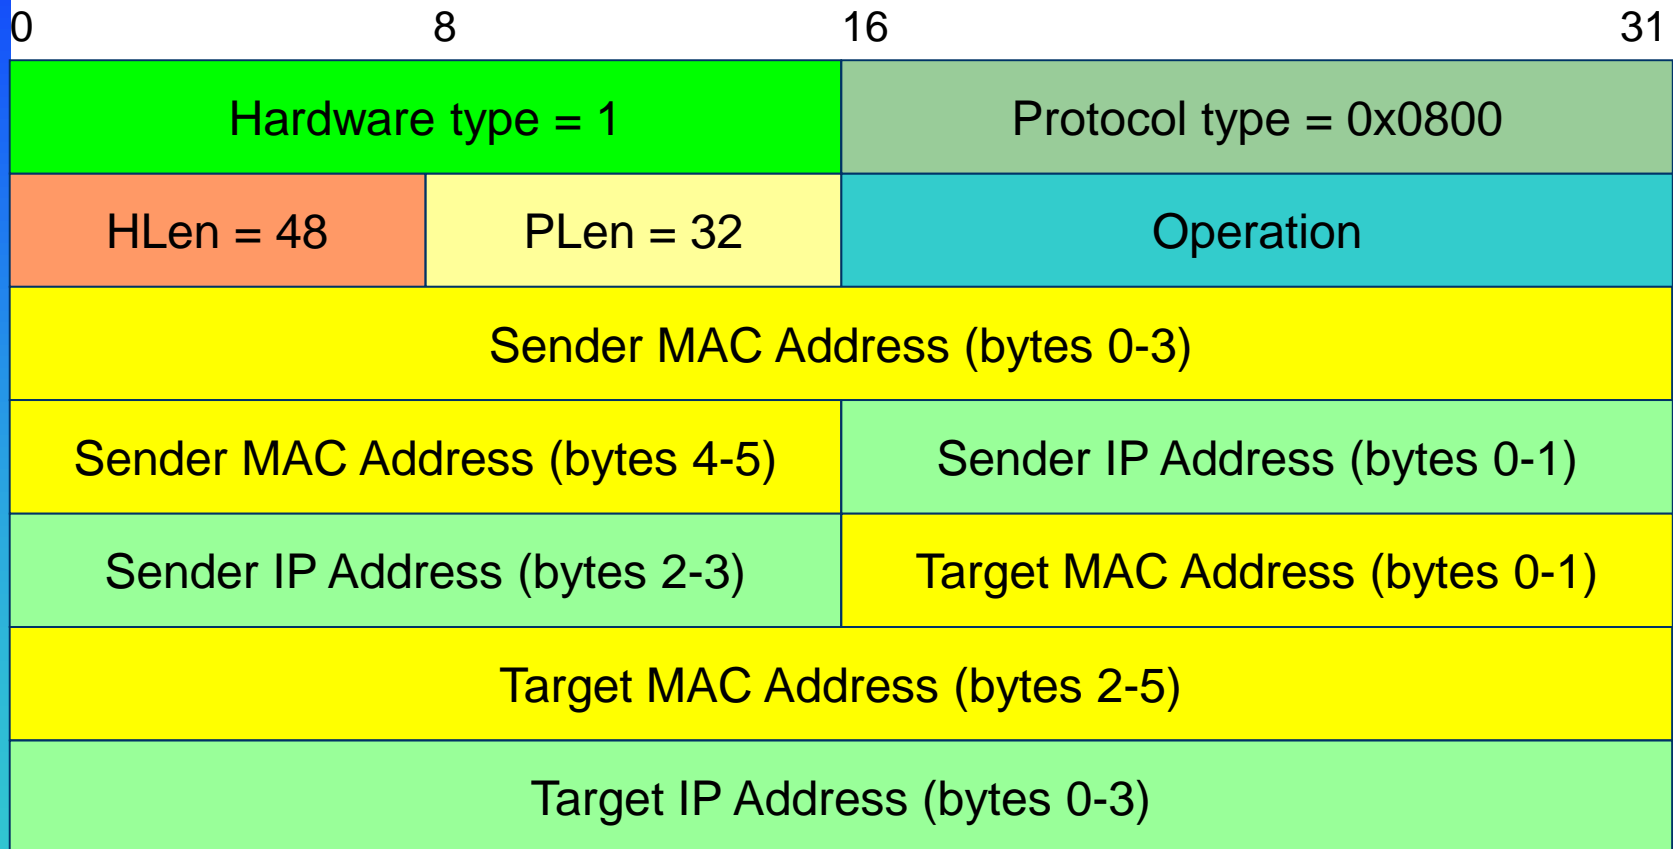 0 8 16 31
Hardware type = 1 Protocol type = 0x0800
HLen = 48 PLen = 32 Operation
Sender MAC Address (bytes 0-3)
Sender MAC Address (bytes 4-5) Sender IP Address (bytes 0-1)
Sender IP Address (bytes 2-3) Target MAC Address (bytes 0-1)
Target MAC Address (bytes 2-5)
Target IP Address (bytes 0-3)